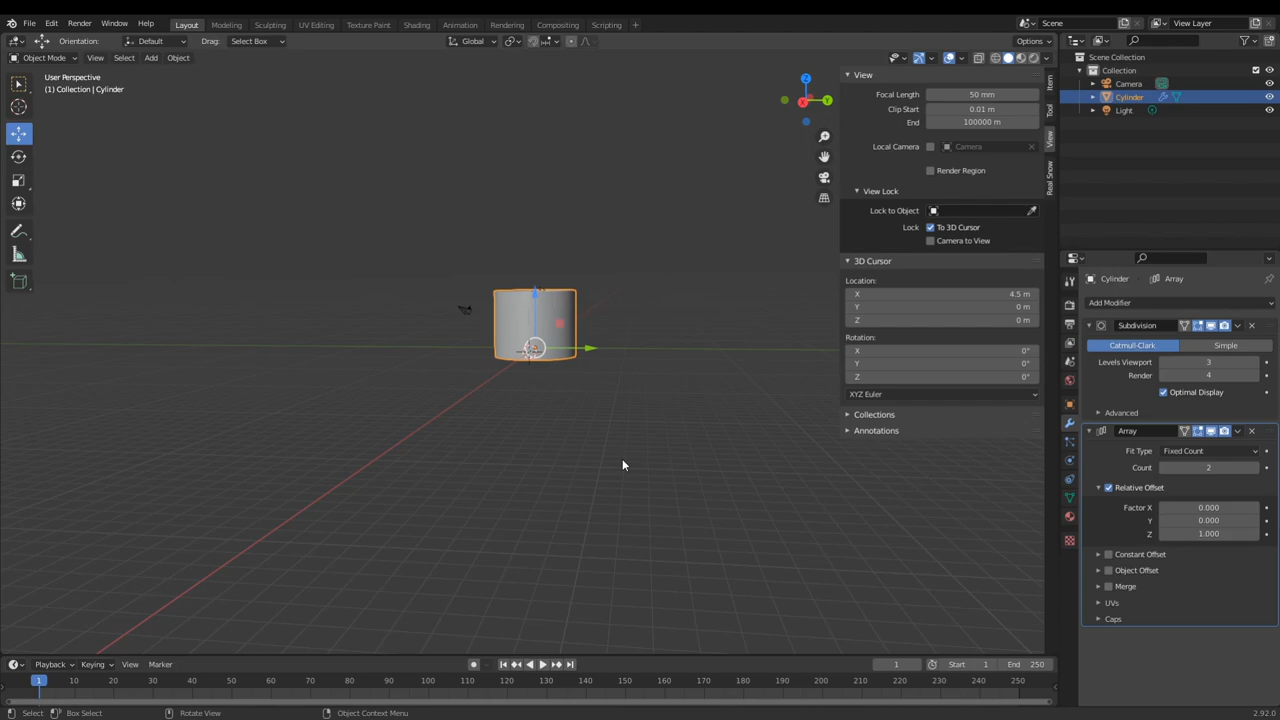 File Edit Render Window Help Layout Modeling Sculpting UV Editing Texture Paint Shading Animation Rendering Compositing Scripting + Scene View Layer
Orientation: Default Drag: Select Box Global Options
Object Mode View Select Add Object
User Perspective
(1) Collection | Cylinder
Z
Y
X
View
Focal Length 50 mm
Clip Start 0.01 m
End 100000 m
Local Camera Camera
Render Region
View Lock
Lock to Object
Lock To 3D Cursor
Camera to View
3D Cursor
Location:
X 4.5 m
Y 0 m
Z 0 m
Rotation:
X 0°
Y 0°
Z 0°
XYZ Euler
Collections
Annotations
Item
Tool
View
Real Snow
Scene Collection
Collection
Camera
Cylinder
Light
Cylinder Array
Add Modifier
Subdivision
Catmull-Clark Simple
Levels Viewport 3
Render 4
Optimal Display
Advanced
Array
Fit Type Fixed Count
Count 2
Relative Offset
Factor X 0.000
Y 0.000
Z 1.000
Constant Offset
Object Offset
Merge
UVs
Caps
Playback Keying View Marker 1 Start 1 End 250
1 10 20 30 40 50 60 70 80 90 100 110 120 130 140 150 160 170 180 190 200 210 220 230 240 250
Select Box Select Rotate View Object Context Menu 2.92.0